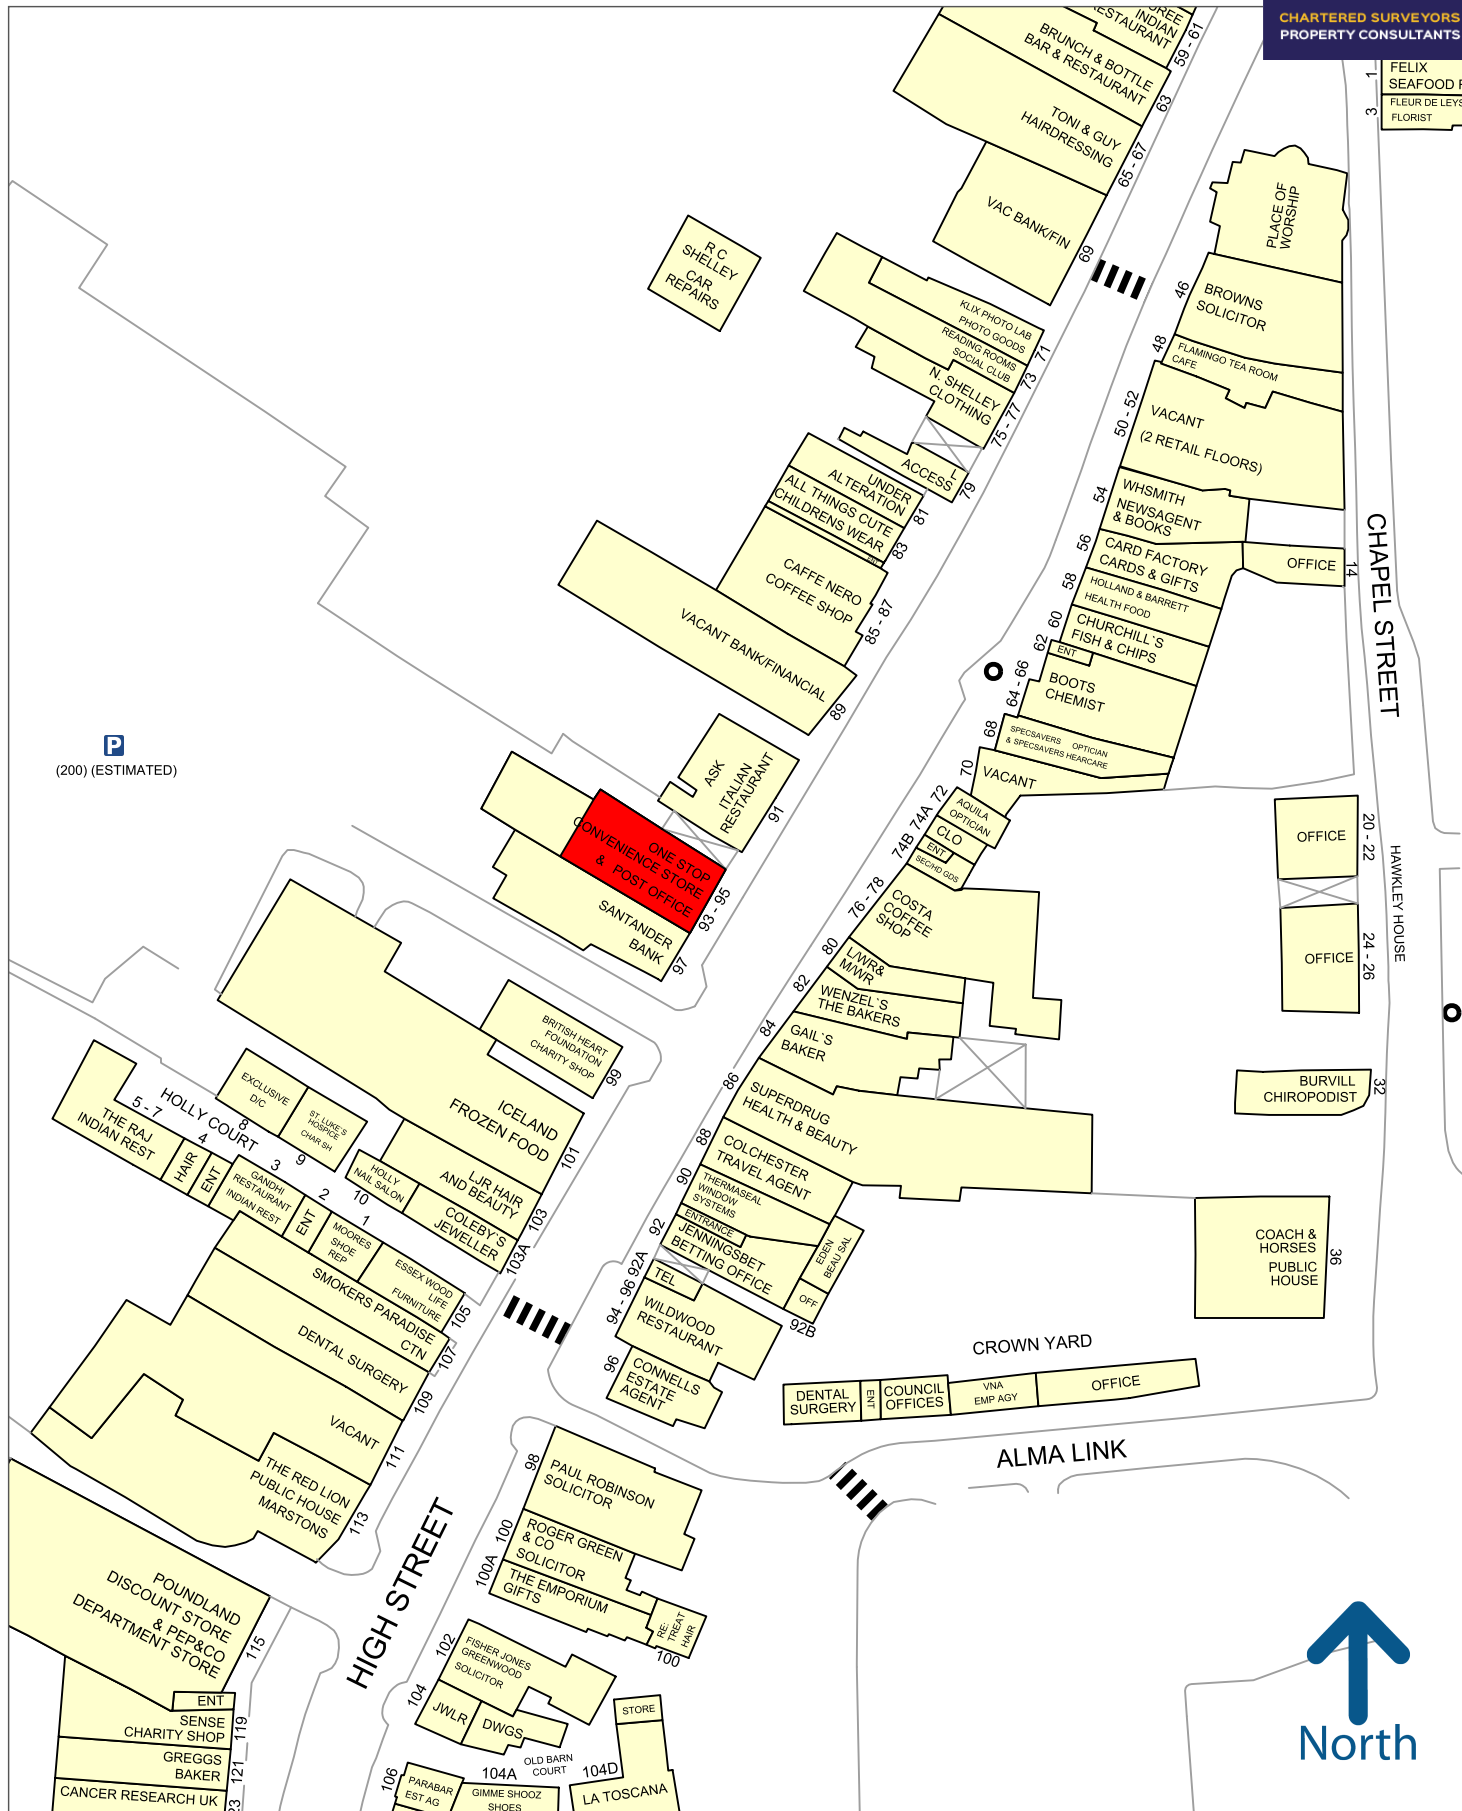 CHARTERED SURVEYORS
PROPERTY CONSULTANTS
INDIAN
RESTAURANT
59 - 61
BRUNCH & BOTTLE
BAR & RESTAURANT
63
TONI & GUY
HAIRDRESSING
65 - 67
VAC BANK/FIN
69
1
FELIX
SEAFOOD
3
FLEUR DE LEYS
FLORIST
R C
SHELLEY
CAR
REPAIRS
PLACE OF
WORSHIP
46
BROWNS
SOLICITOR
48
FLAMINGO TEA ROOM
CAFE
50 - 52
VACANT
(2 RETAIL FLOORS)
KLIX PHOTO LAB
PHOTO GOODS
71
READING ROOMS
SOCIAL CLUB
73
N. SHELLEY
CLOTHING
75 - 77
ACCESS
L
79
UNDER
ALTERATION
81
ALL THINGS CUTE
CHILDRENS WEAR
83
CAFFE NERO
COFFEE SHOP
85 - 87
VACANT BANK/FINANCIAL
89
54
WHSMITH
NEWSAGENT
& BOOKS
56
CARD FACTORY
CARDS & GIFTS
OFFICE
14
58
HOLLAND & BARRETT
HEALTH FOOD
60
CHURCHILL`S
FISH & CHIPS
62
ENT
64 - 66
BOOTS
CHEMIST
68
SPECSAVERS OPTICIAN
& SPECSAVERS HEARCARE
70
VACANT
CHAPEL STREET
P
(200) (ESTIMATED)
ASK
ITALIAN
RESTAURANT
91
ONE STOP
CONVENIENCE STORE
& POST OFFICE
93 - 95
SANTANDER
BANK
97
72
AQUILA
OPTICIAN
74A
CLO
74B
ENT
SEC/HD GDS
76 - 78
COSTA
COFFEE
SHOP
80
L/WR&
M/WR
82
WENZEL`S
THE BAKERS
84
GAIL`S
BAKER
86
SUPERDRUG
HEALTH & BEAUTY
88
COLCHESTER
TRAVEL AGENT
90
THERMASEAL
WINDOW
SYSTEMS
ENTRANCE
92
JENNINGSBET
BETTING OFFICE
EDEN
BEAU SAL
OFF
92B
92A
TEL
94 - 96
WILDWOOD
RESTAURANT
96
CONNELLS
ESTATE
AGENT
OFFICE
20 - 22
HAWKLEY HOUSE
OFFICE
24 - 26
BURVILL
CHIROPODIST
32
COACH &
HORSES
PUBLIC
HOUSE
36
CROWN YARD
DENTAL
SURGERY
ENT
COUNCIL
OFFICES
VNA
EMP AGY
OFFICE
ALMA LINK
BRITISH HEART
FOUNDATION
CHARITY SHOP
99
ICELAND
FROZEN FOOD
101
LJR HAIR
AND BEAUTY
103
COLEBY`S
JEWELLER
103A
HOLLY
NAIL SALON
10
EXCLUSIVE
D/C
8
ST. LUKE`S
HOSPICE
CHAR SH
9
HOLLY COURT
5 - 7
THE RAJ
INDIAN REST
4
HAIR
ENT
3
GANDHI
RESTAURANT
INDIAN REST
2
ENT
1
MOORES
SHOE
REP
ESSEX WOOD
LIFE
FURNITURE
105
SMOKERS PARADISE
CTN
107
DENTAL SURGERY
109
VACANT
111
THE RED LION
PUBLIC HOUSE
MARSTONS
113
HIGH STREET
98
PAUL ROBINSON
SOLICITOR
100
ROGER GREEN
& CO
SOLICITOR
100A
THE EMPORIUM
GIFTS
RE:
TREAT
HAIR
100
102
FISHER JONES
GREENWOOD
SOLICITOR
104
JWLR
DWGS
OLD BARN
COURT
104A
104D
STORE
LA TOSCANA
106
PARABAR
EST AG
GIMME SHOOZ
SHOES
POUNDLAND
DISCOUNT STORE
& PEP&CO
DEPARTMENT STORE
115
ENT
SENSE
CHARITY SHOP
119
GREGGS
BAKER
121
CANCER RESEARCH UK
North